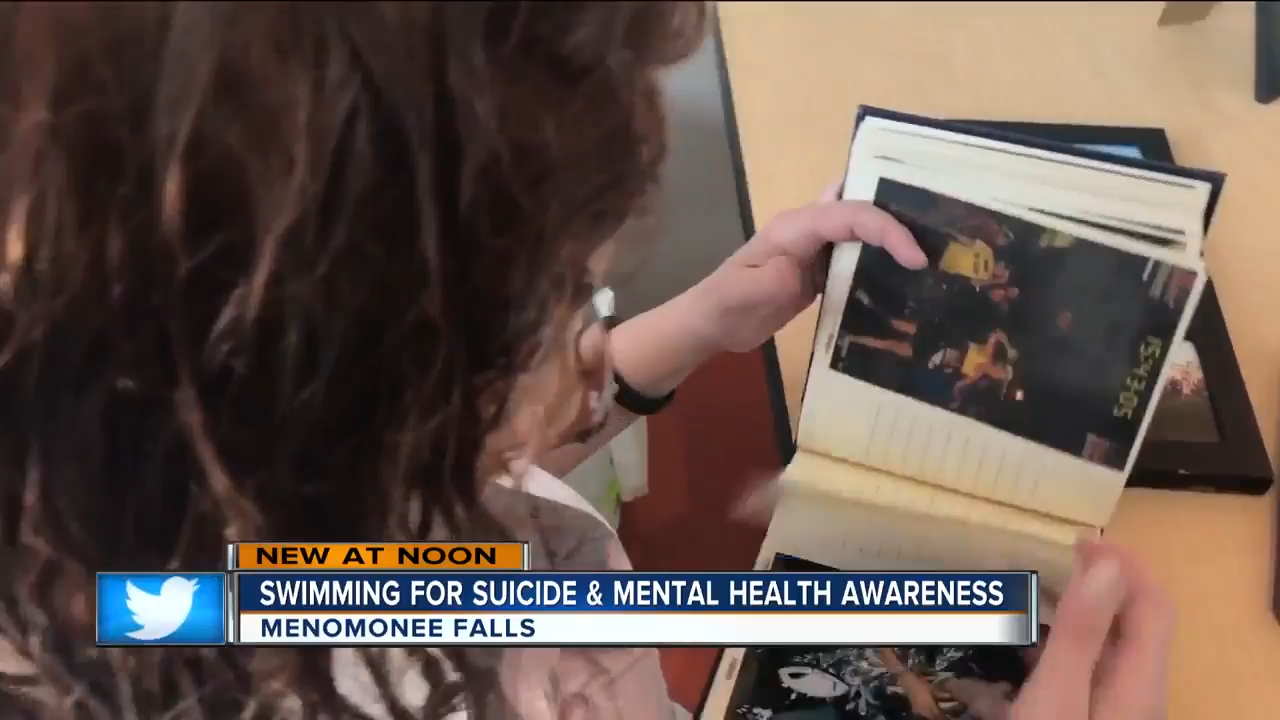 NEW AT NOON
SWIMMING FOR SUICIDE & MENTAL HEALTH AWARENESS
MENOMONEE FALLS